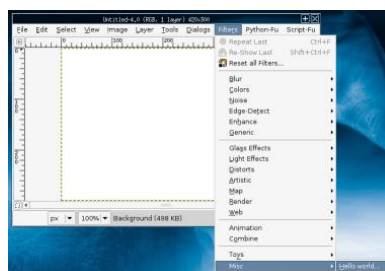 Untitled-4.0 (RGB, 1 layer) 420x300
File Edit Select View Image Layer Tools Dialogs Filters Python-Fu Script-Fu
0 100 200
Repeat Last Ctrl+F
Re-Show Last Shift+Ctrl+F
Reset all Filters...
Blur
Colors
Noise
Edge-Detect
Enhance
Generic
Glass Effects
Light Effects
Distorts
Artistic
Map
Render
Web
Animation
Combine
Toys
Misc Hello world...
px 100% Background (498 KB)